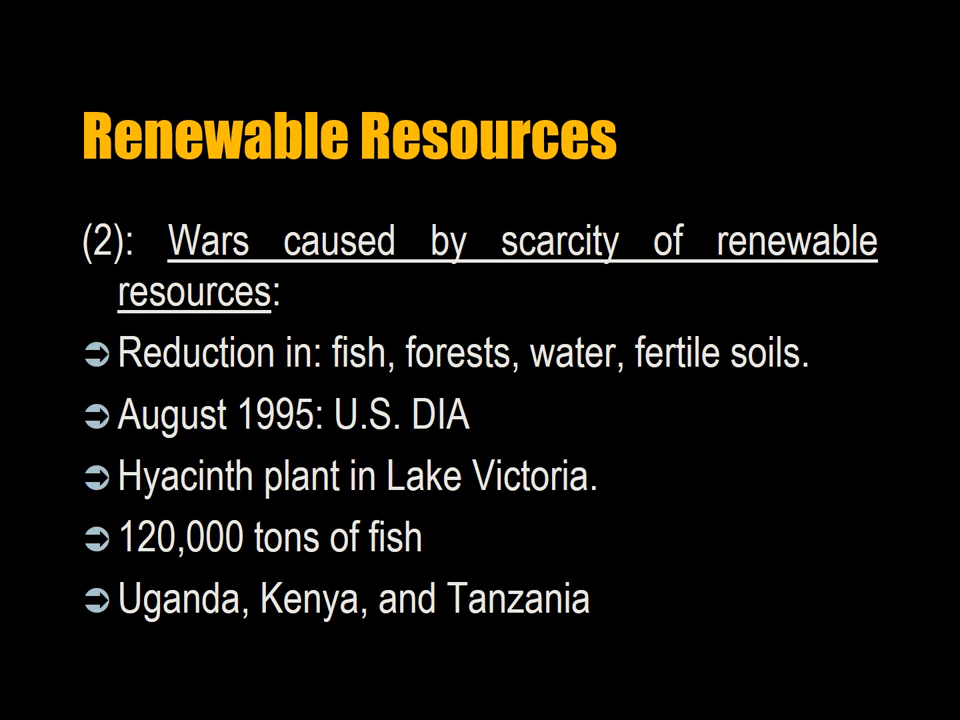 Renewable Resources
(2): Wars caused by scarcity of renewable
resources:
➲ Reduction in: fish, forests, water, fertile soils.
➲ August 1995: U.S. DIA
➲ Hyacinth plant in Lake Victoria.
➲ 120,000 tons of fish
➲ Uganda, Kenya, and Tanzania